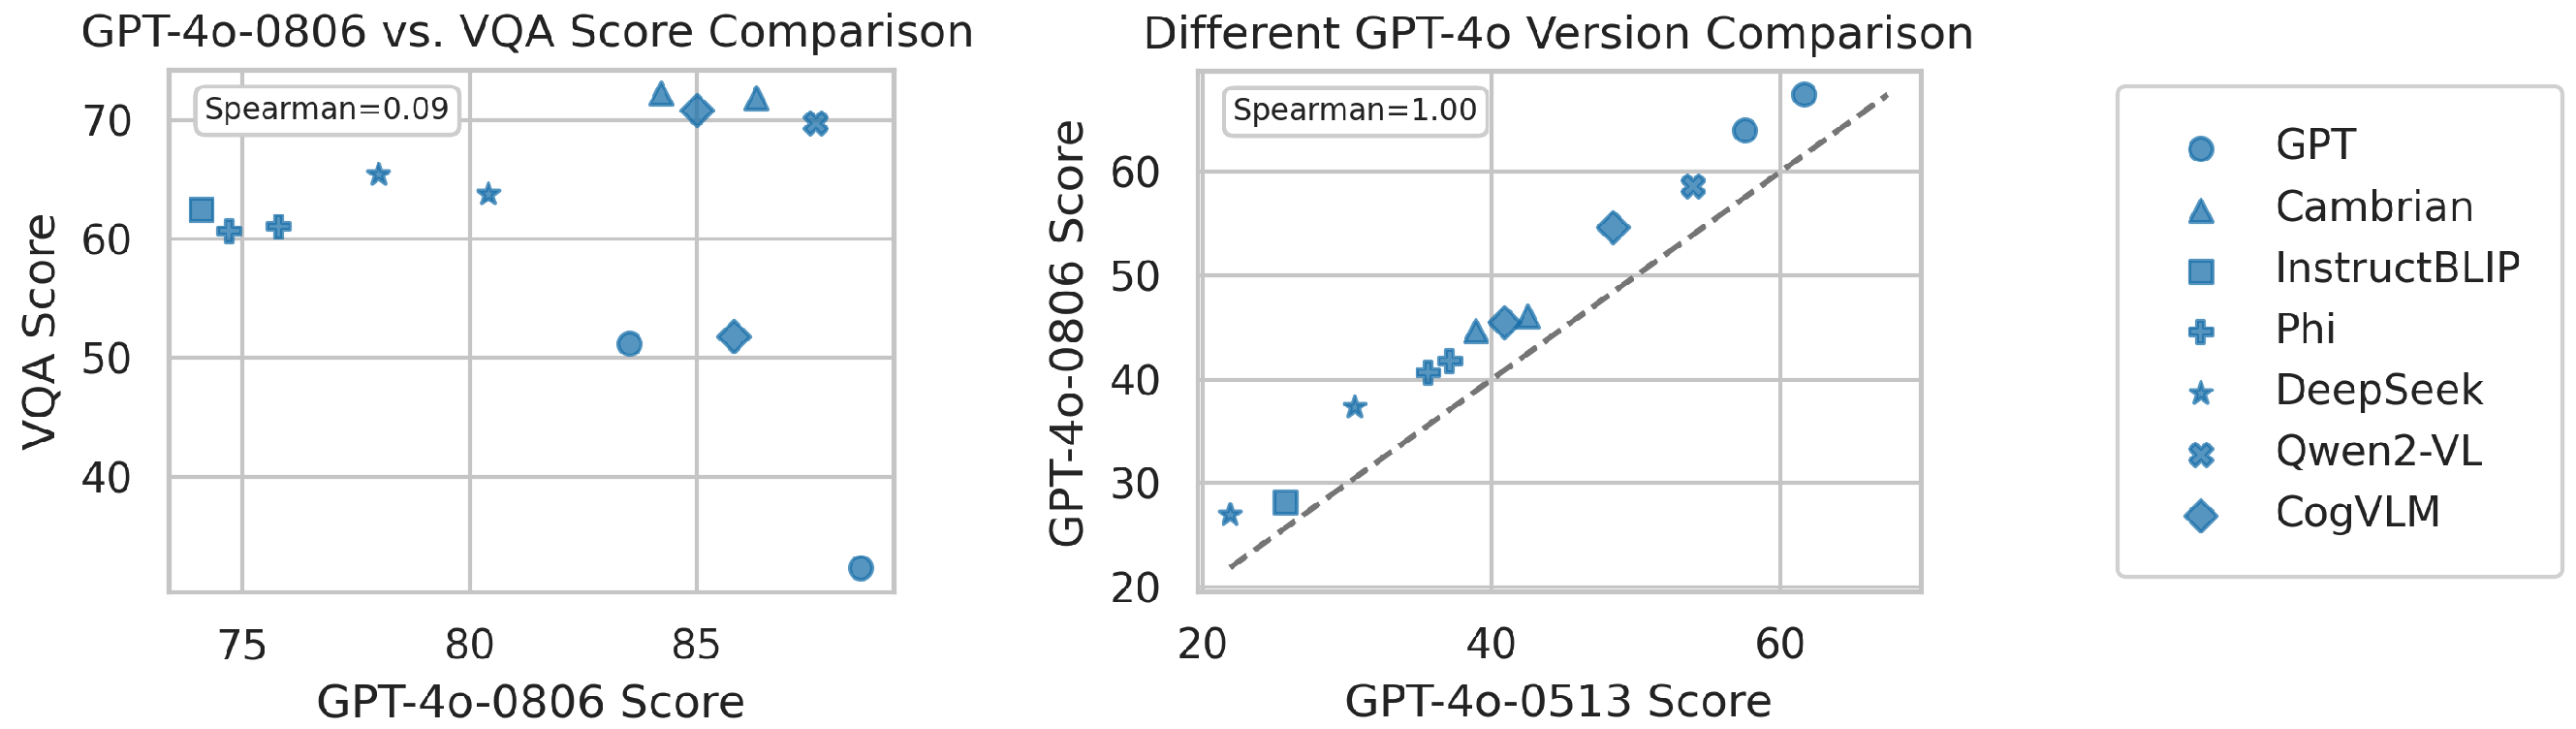 GPT-4o-0806 vs. VQA Score Comparison
Spearman=0.09
VQA Score
70
60
50
40
75 80 85
GPT-4o-0806 Score
Different GPT-4o Version Comparison
Spearman=1.00
GPT-4o-0806 Score
60
50
40
30
20
20 40 60
GPT-4o-0513 Score
GPT
Cambrian
InstructBLIP
Phi
DeepSeek
Qwen2-VL
CogVLM